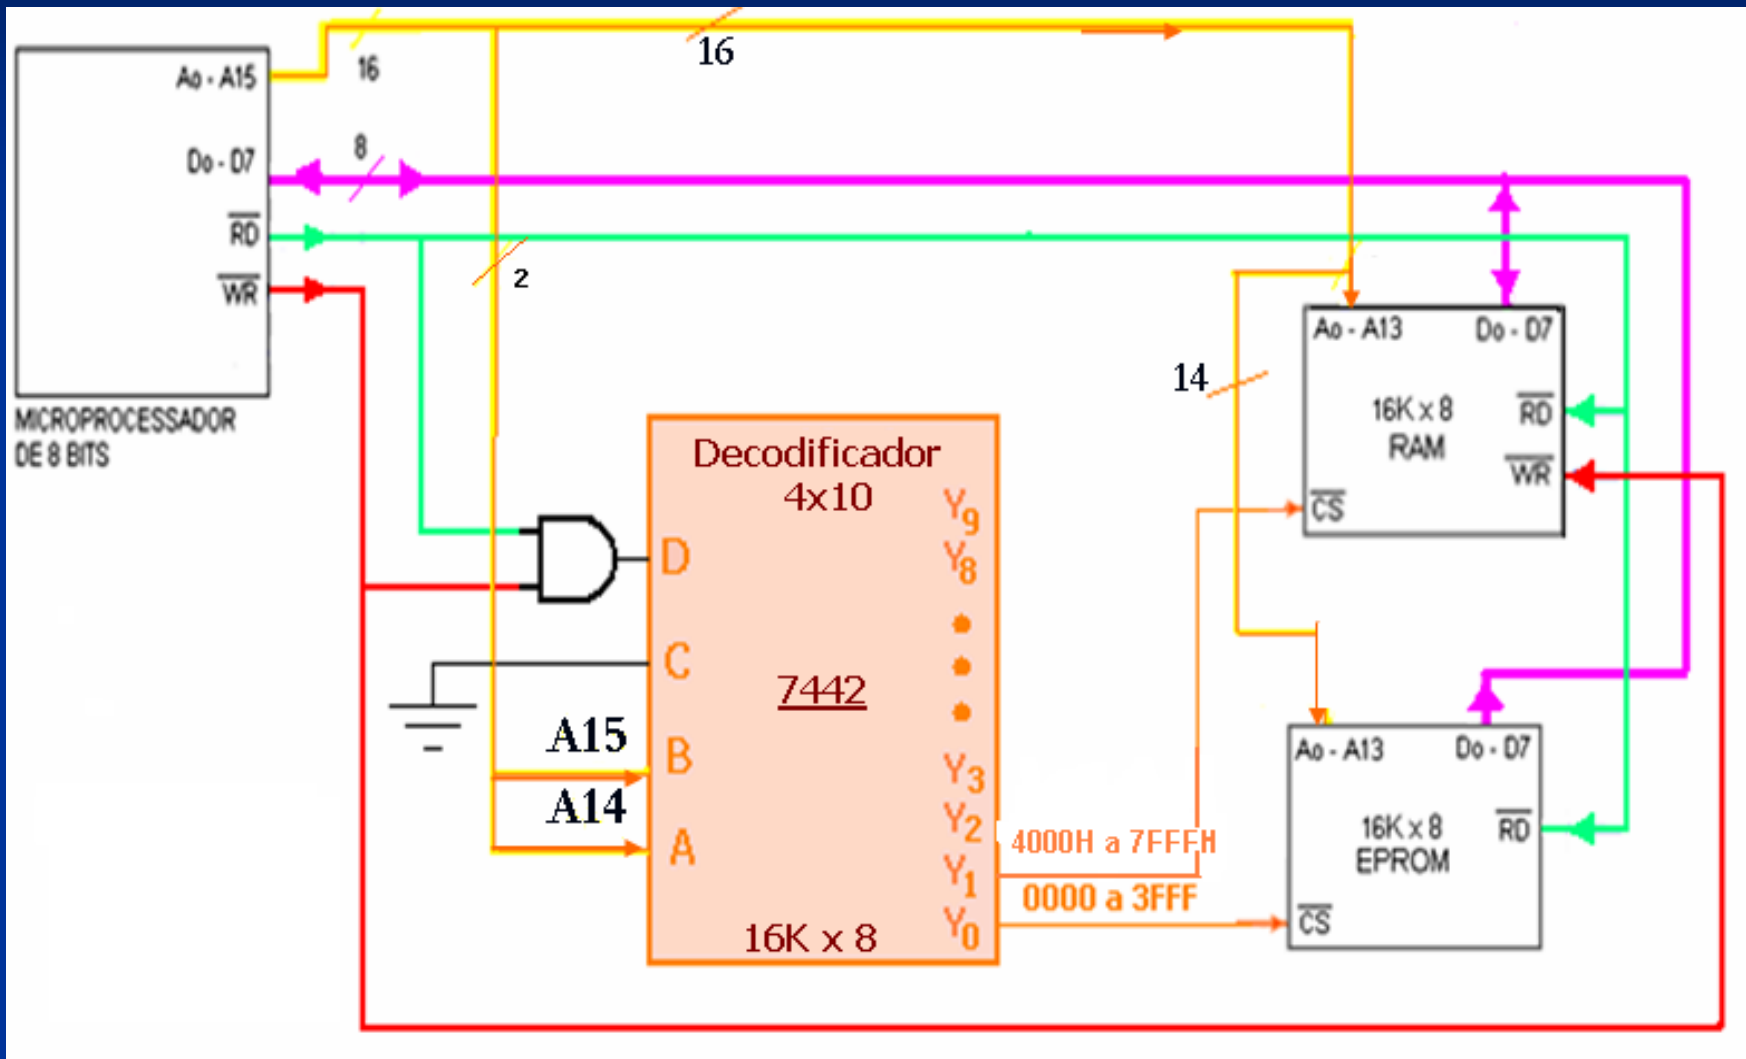 16
16
Ao - A15
8
Do - D7
RD
WR
2
MICROPROCESSADOR
DE 8 BITS
Ao - A13 Do - D7
14
16K x 8
RAM
RD
WR
CS
Decodificador
4x10
Y9
Y8
D
C
7442
A15
B
A14
A
Y3
Y2
Y1
Y0
16K x 8
4000H a 7FFFH
0000 a 3FFF
Ao - A13 Do - D7
16K x 8
EPROM
RD
CS